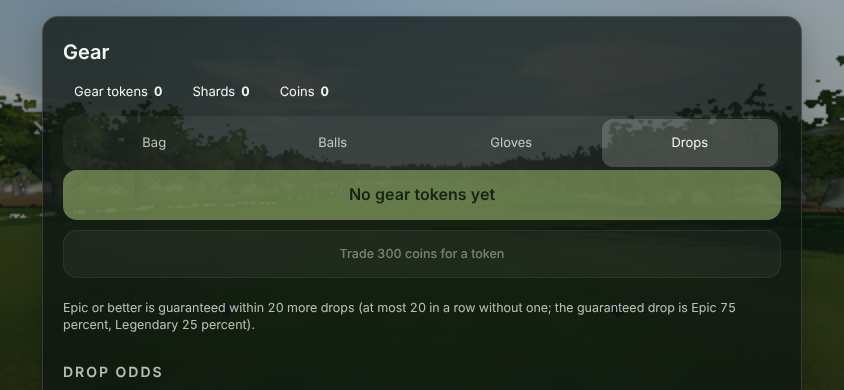 Gear
Gear tokens 0 Shards 0 Coins 0
Bag Balls Gloves Drops
No gear tokens yet
Trade 300 coins for a token
Epic or better is guaranteed within 20 more drops (at most 20 in a row without one; the guaranteed drop is Epic 75
percent, Legendary 25 percent).
DROP ODDS